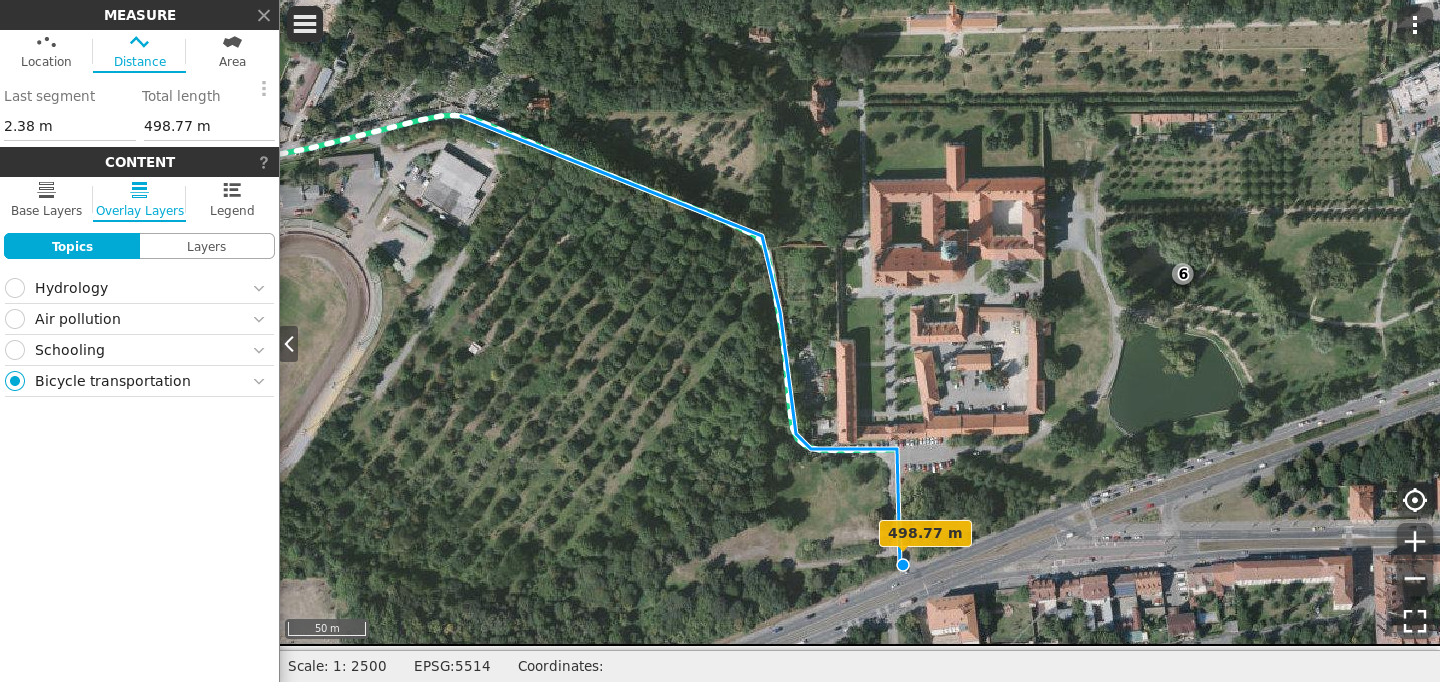 MEASURE
Location
Distance
Area
Last segment
Total length
2.38 m
498.77 m
CONTENT
?
Base Layers
Overlay Layers
Legend
Topics
Layers
Hydrology
Air pollution
Schooling
Bicycle transportation
6
498.77 m
50 m
Scale: 1: 2500
EPSG:5514
Coordinates: